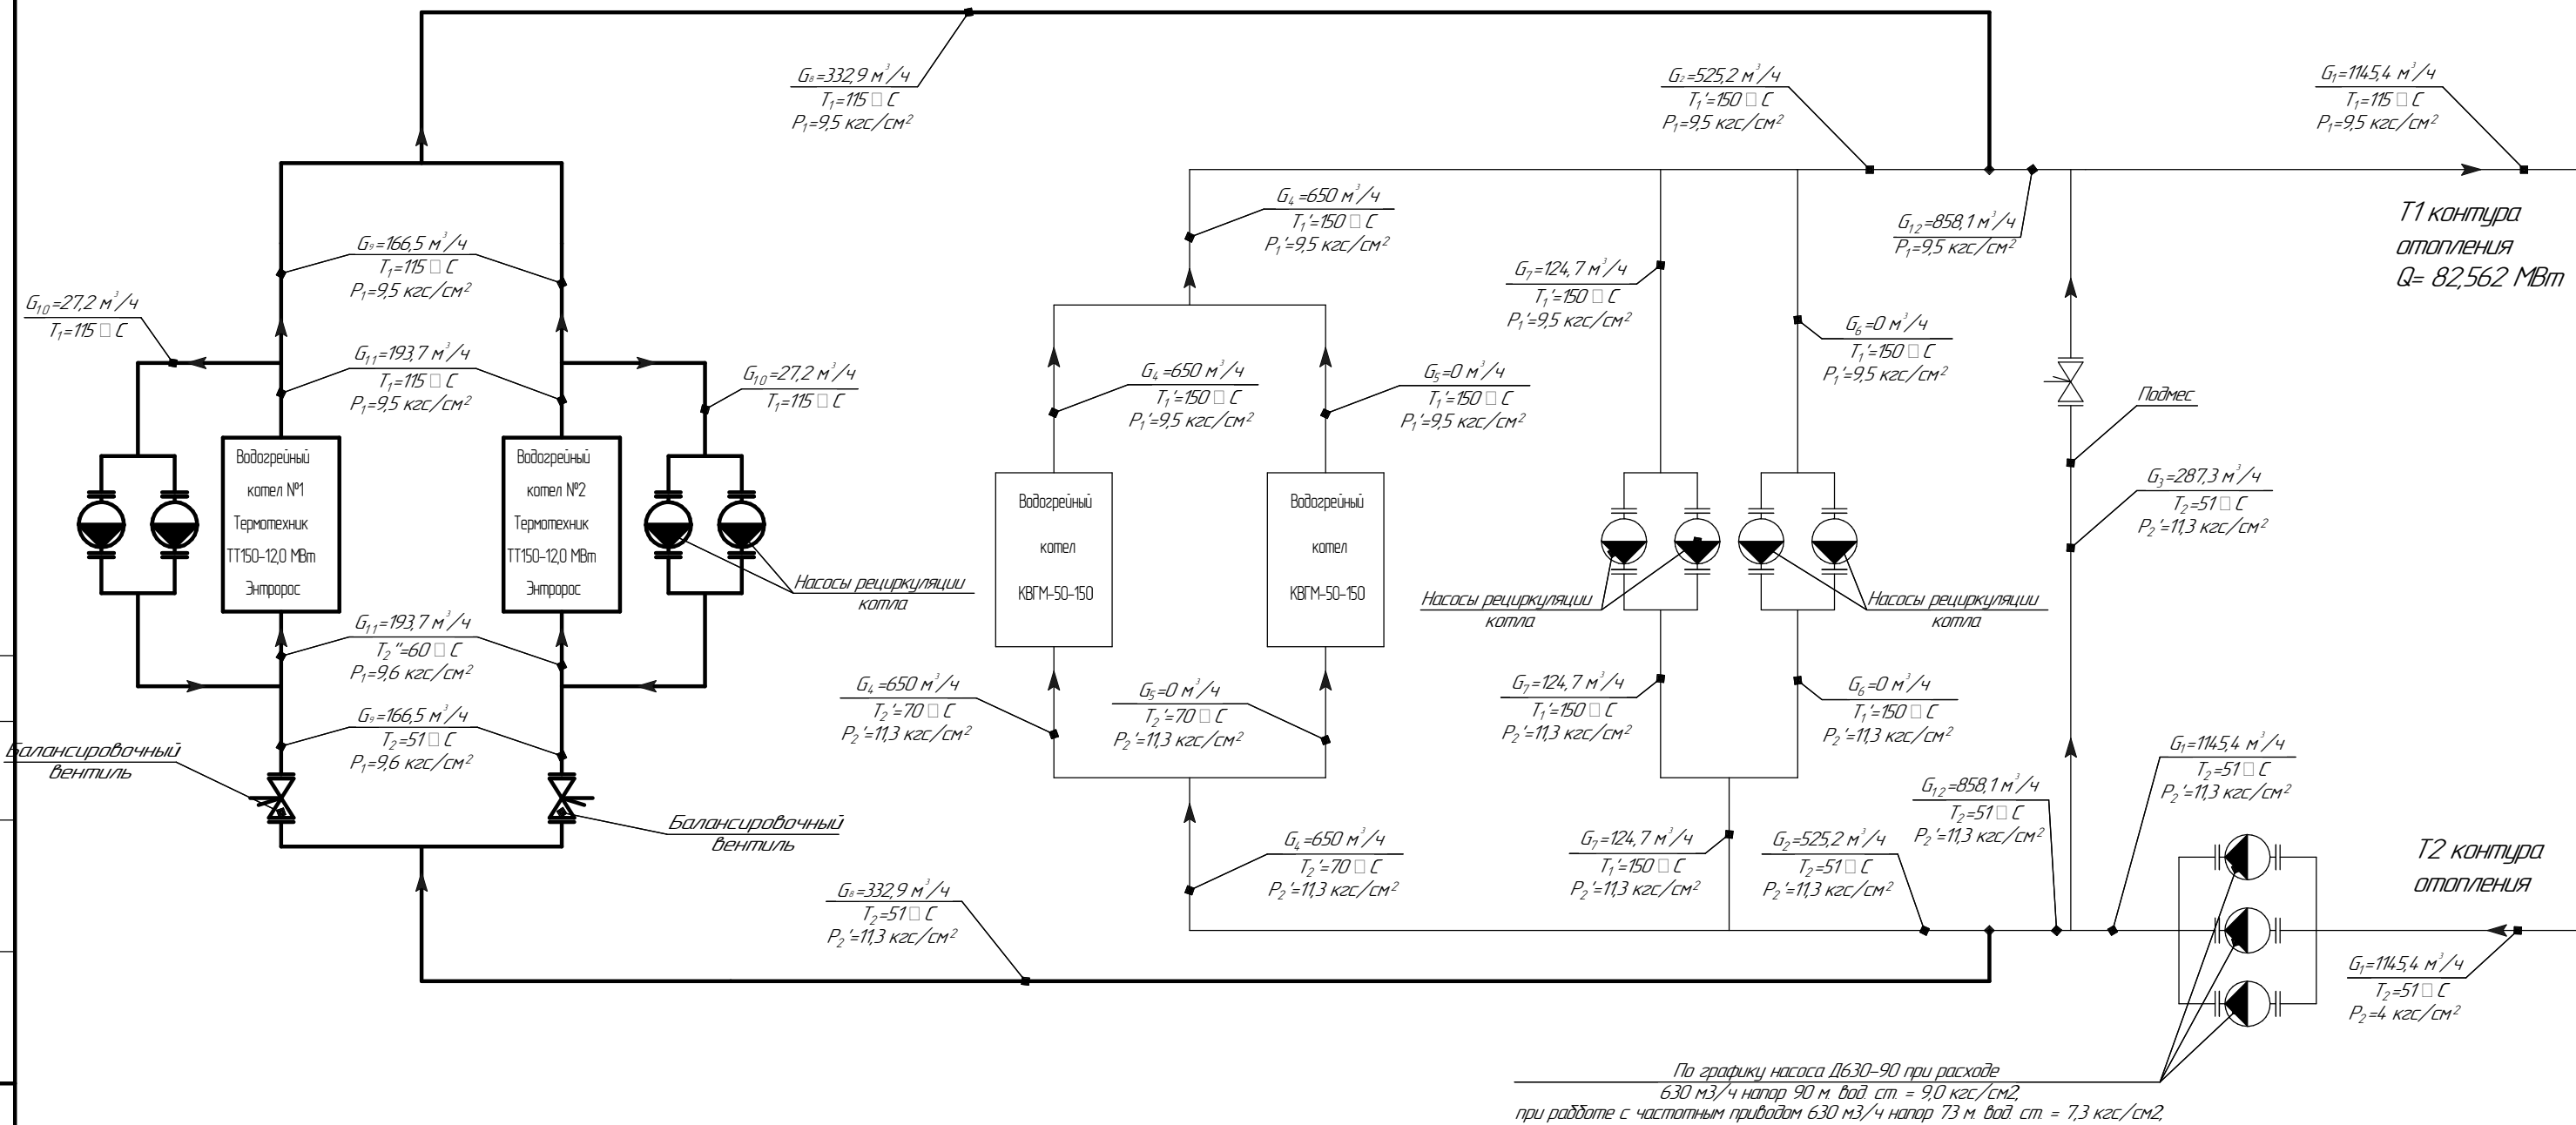 G₈=332,9 м³/ч
T₁=115 □ С
P₁=9,5 кгс/см²
G₂=525,2 м³/ч
T₁'=150 □ С
P₁=9,5 кгс/см²
G₁=1145,4 м³/ч
T₁=115 □ С
P₁=9,5 кгс/см²
G₄=650 м³/ч
T₁'=150 □ С
P₁'=9,5 кгс/см²
G₁₂=858,1 м³/ч
P₁=9,5 кгс/см²
Т1 контура
отопления
Q= 82,562 МВт
G₉=166,5 м³/ч
T₁=115 □ С
P₁=9,5 кгс/см²
G₇=124,7 м³/ч
T₁'=150 □ С
P₁'=9,5 кгс/см²
G₁₀=27,2 м³/ч
T₁=115 □ С
G₆=0 м³/ч
T₁'=150 □ С
P₁'=9,5 кгс/см²
G₁₁=193,7 м³/ч
T₁=115 □ С
P₁=9,5 кгс/см²
G₁₀=27,2 м³/ч
T₁=115 □ С
G₄=650 м³/ч
T₁'=150 □ С
P₁'=9,5 кгс/см²
G₅=0 м³/ч
T₁'=150 □ С
P₁'=9,5 кгс/см²
Подмес
Водогрейный
котел №1
Термотехник
ТТ150-12,0 МВт
Энтророс
Водогрейный
котел №2
Термотехник
ТТ150-12,0 МВт
Энтророс
Водогрейный
котел
КВГМ-50-150
Водогрейный
котел
КВГМ-50-150
G₃=287,3 м³/ч
T₂=51 □ С
P₂'=11,3 кгс/см²
Насосы рециркуляции
котла
Насосы рециркуляции
котла
Насосы рециркуляции
котла
G₁₁=193,7 м³/ч
T₂''=60 □ С
P₁=9,6 кгс/см²
G₄=650 м³/ч
T₂'=70 □ С
P₂'=11,3 кгс/см²
G₅=0 м³/ч
T₂'=70 □ С
P₂'=11,3 кгс/см²
G₇=124,7 м³/ч
T₁'=150 □ С
P₂'=11,3 кгс/см²
G₆=0 м³/ч
T₁'=150 □ С
P₂'=11,3 кгс/см²
G₉=166,5 м³/ч
T₂=51 □ С
P₁=9,6 кгс/см²
Балансировочный
вентиль
G₁=1145,4 м³/ч
T₂=51 □ С
P₂'=11,3 кгс/см²
G₁₂=858,1 м³/ч
T₂=51 □ С
P₂'=11,3 кгс/см²
Балансировочный
вентиль
G₄=650 м³/ч
T₂'=70 □ С
P₂'=11,3 кгс/см²
G₇=124,7 м³/ч
T₁'=150 □ С
P₂'=11,3 кгс/см²
G₂=525,2 м³/ч
T₂=51 □ С
P₂'=11,3 кгс/см²
Т2 контура
отопления
G₈=332,9 м³/ч
T₂=51 □ С
P₂'=11,3 кгс/см²
G₁=1145,4 м³/ч
T₂=51 □ С
P₂=4 кгс/см²
По графику насоса Д630-90 при расходе
630 м3/ч напор 90 м. вод. ст. = 9,0 кгс/см2,
при рабботе с частотным приводом 630 м3/ч напор 73 м. вод. ст. = 7,3 кгс/см2,